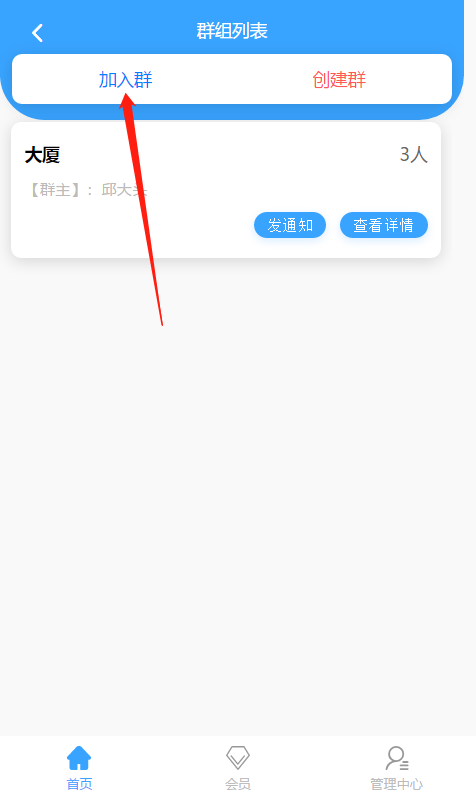 群组列表
加入群 创建群
大厦 3人
【群主】：邱大头
发通知 查看详情
首页 会员 管理中心